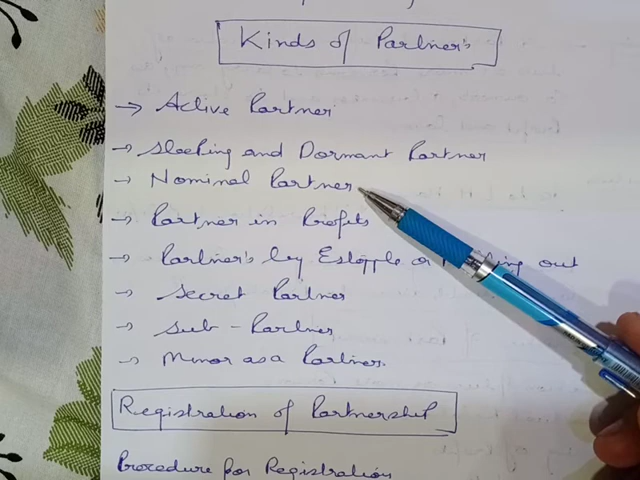 Kinds of Partner's
→ Active Partner
→ Sleeping and Dormant Partner
→ Nominal Partner
→ Partner in Profits
→ Partner's by Estopple or out
→ Secret Partner
→ Sub - Partner
→ Minor as a Partner.
Registration of Partnership
Procedure for Registration